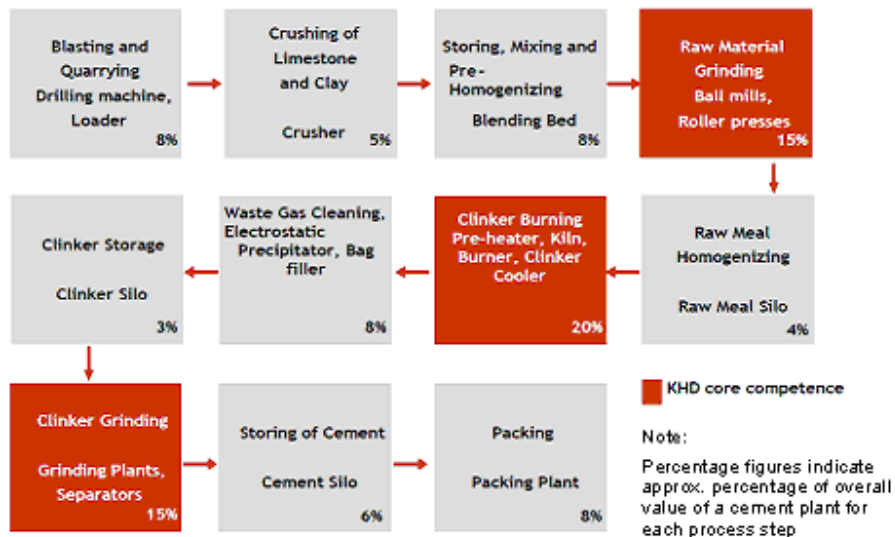 Blasting and
Quarrying
Drilling machine,
Loader
8%
Crushing of
Limestone
and Clay
Crusher
5%
Storing, Mixing and
Pre-
Homogenizing
Blending Bed
8%
Raw Material
Grinding
Ball mills,
Roller presses
15%
Raw Meal
Homogenizing
Raw Meal Silo
4%
Clinker Burning
Pre-heater, Kiln,
Burner, Clinker
Cooler
20%
Waste Gas Cleaning,
Electrostatic
Precipitator, Bag
filler
8%
Clinker Storage
Clinker Silo
3%
Clinker Grinding
Grinding Plants,
Separators
15%
Storing of Cement
Cement Silo
6%
Packing
Packing Plant
8%
KHD core competence
Note:
Percentage figures indicate
approx. percentage of overall
value of a cement plant for
each process step